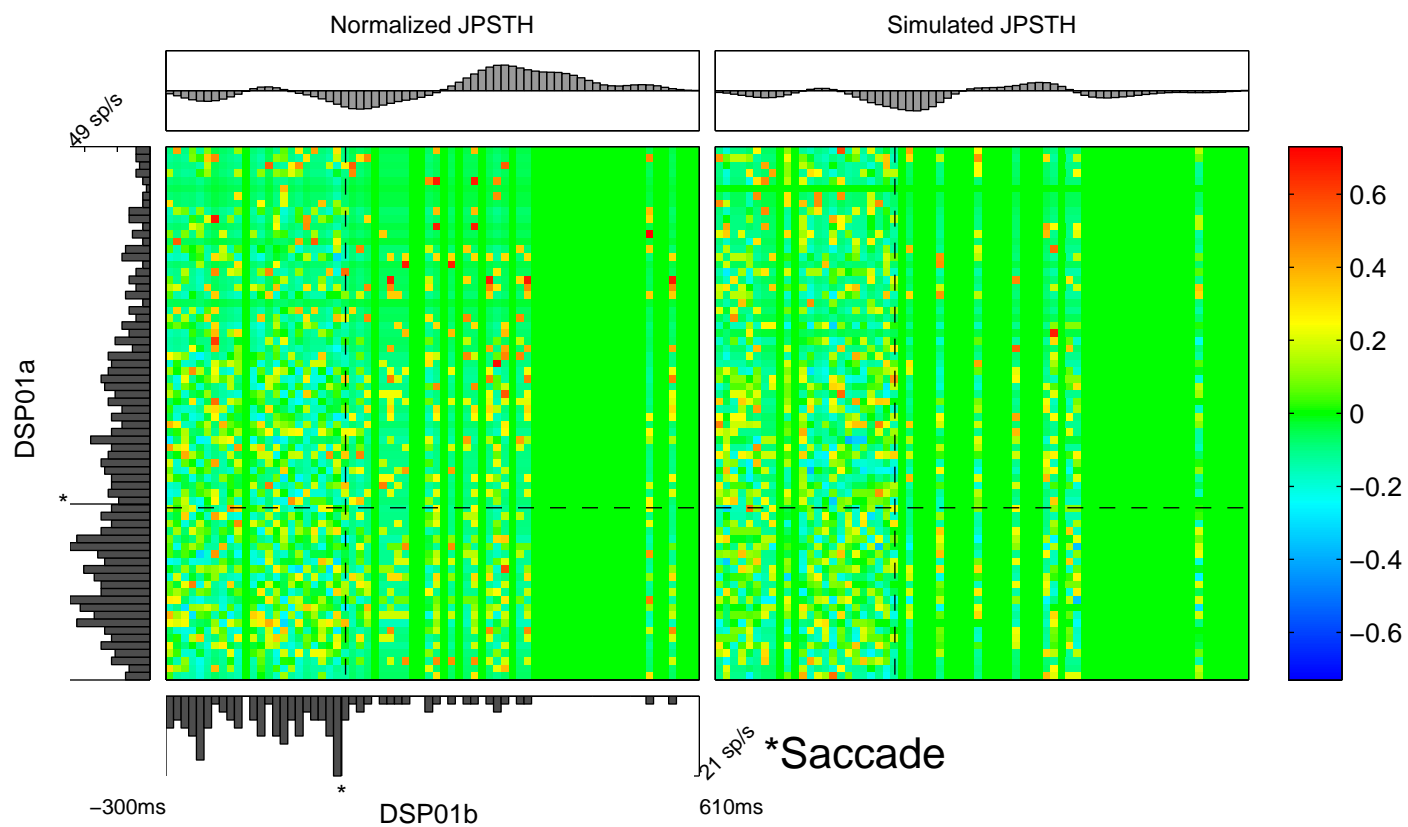 Normalized JPSTH
Simulated JPSTH
49 sp/s
DSP01a
*
0.6
0.4
0.2
0
−0.2
−0.4
−0.6
21 sp/s
*Saccade
*
−300ms
DSP01b
610ms